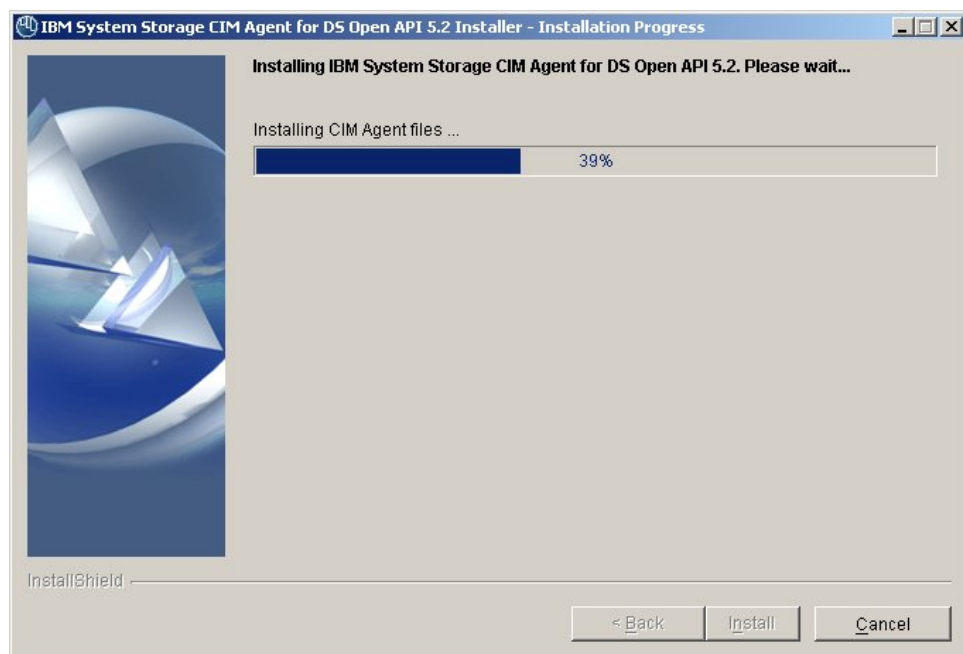 IBM System Storage CIM Agent for DS Open API 5.2 Installer - Installation Progress
Installing IBM System Storage CIM Agent for DS Open API 5.2. Please wait...
Installing CIM Agent files ...
39%
InstallShield
< Back Install Cancel